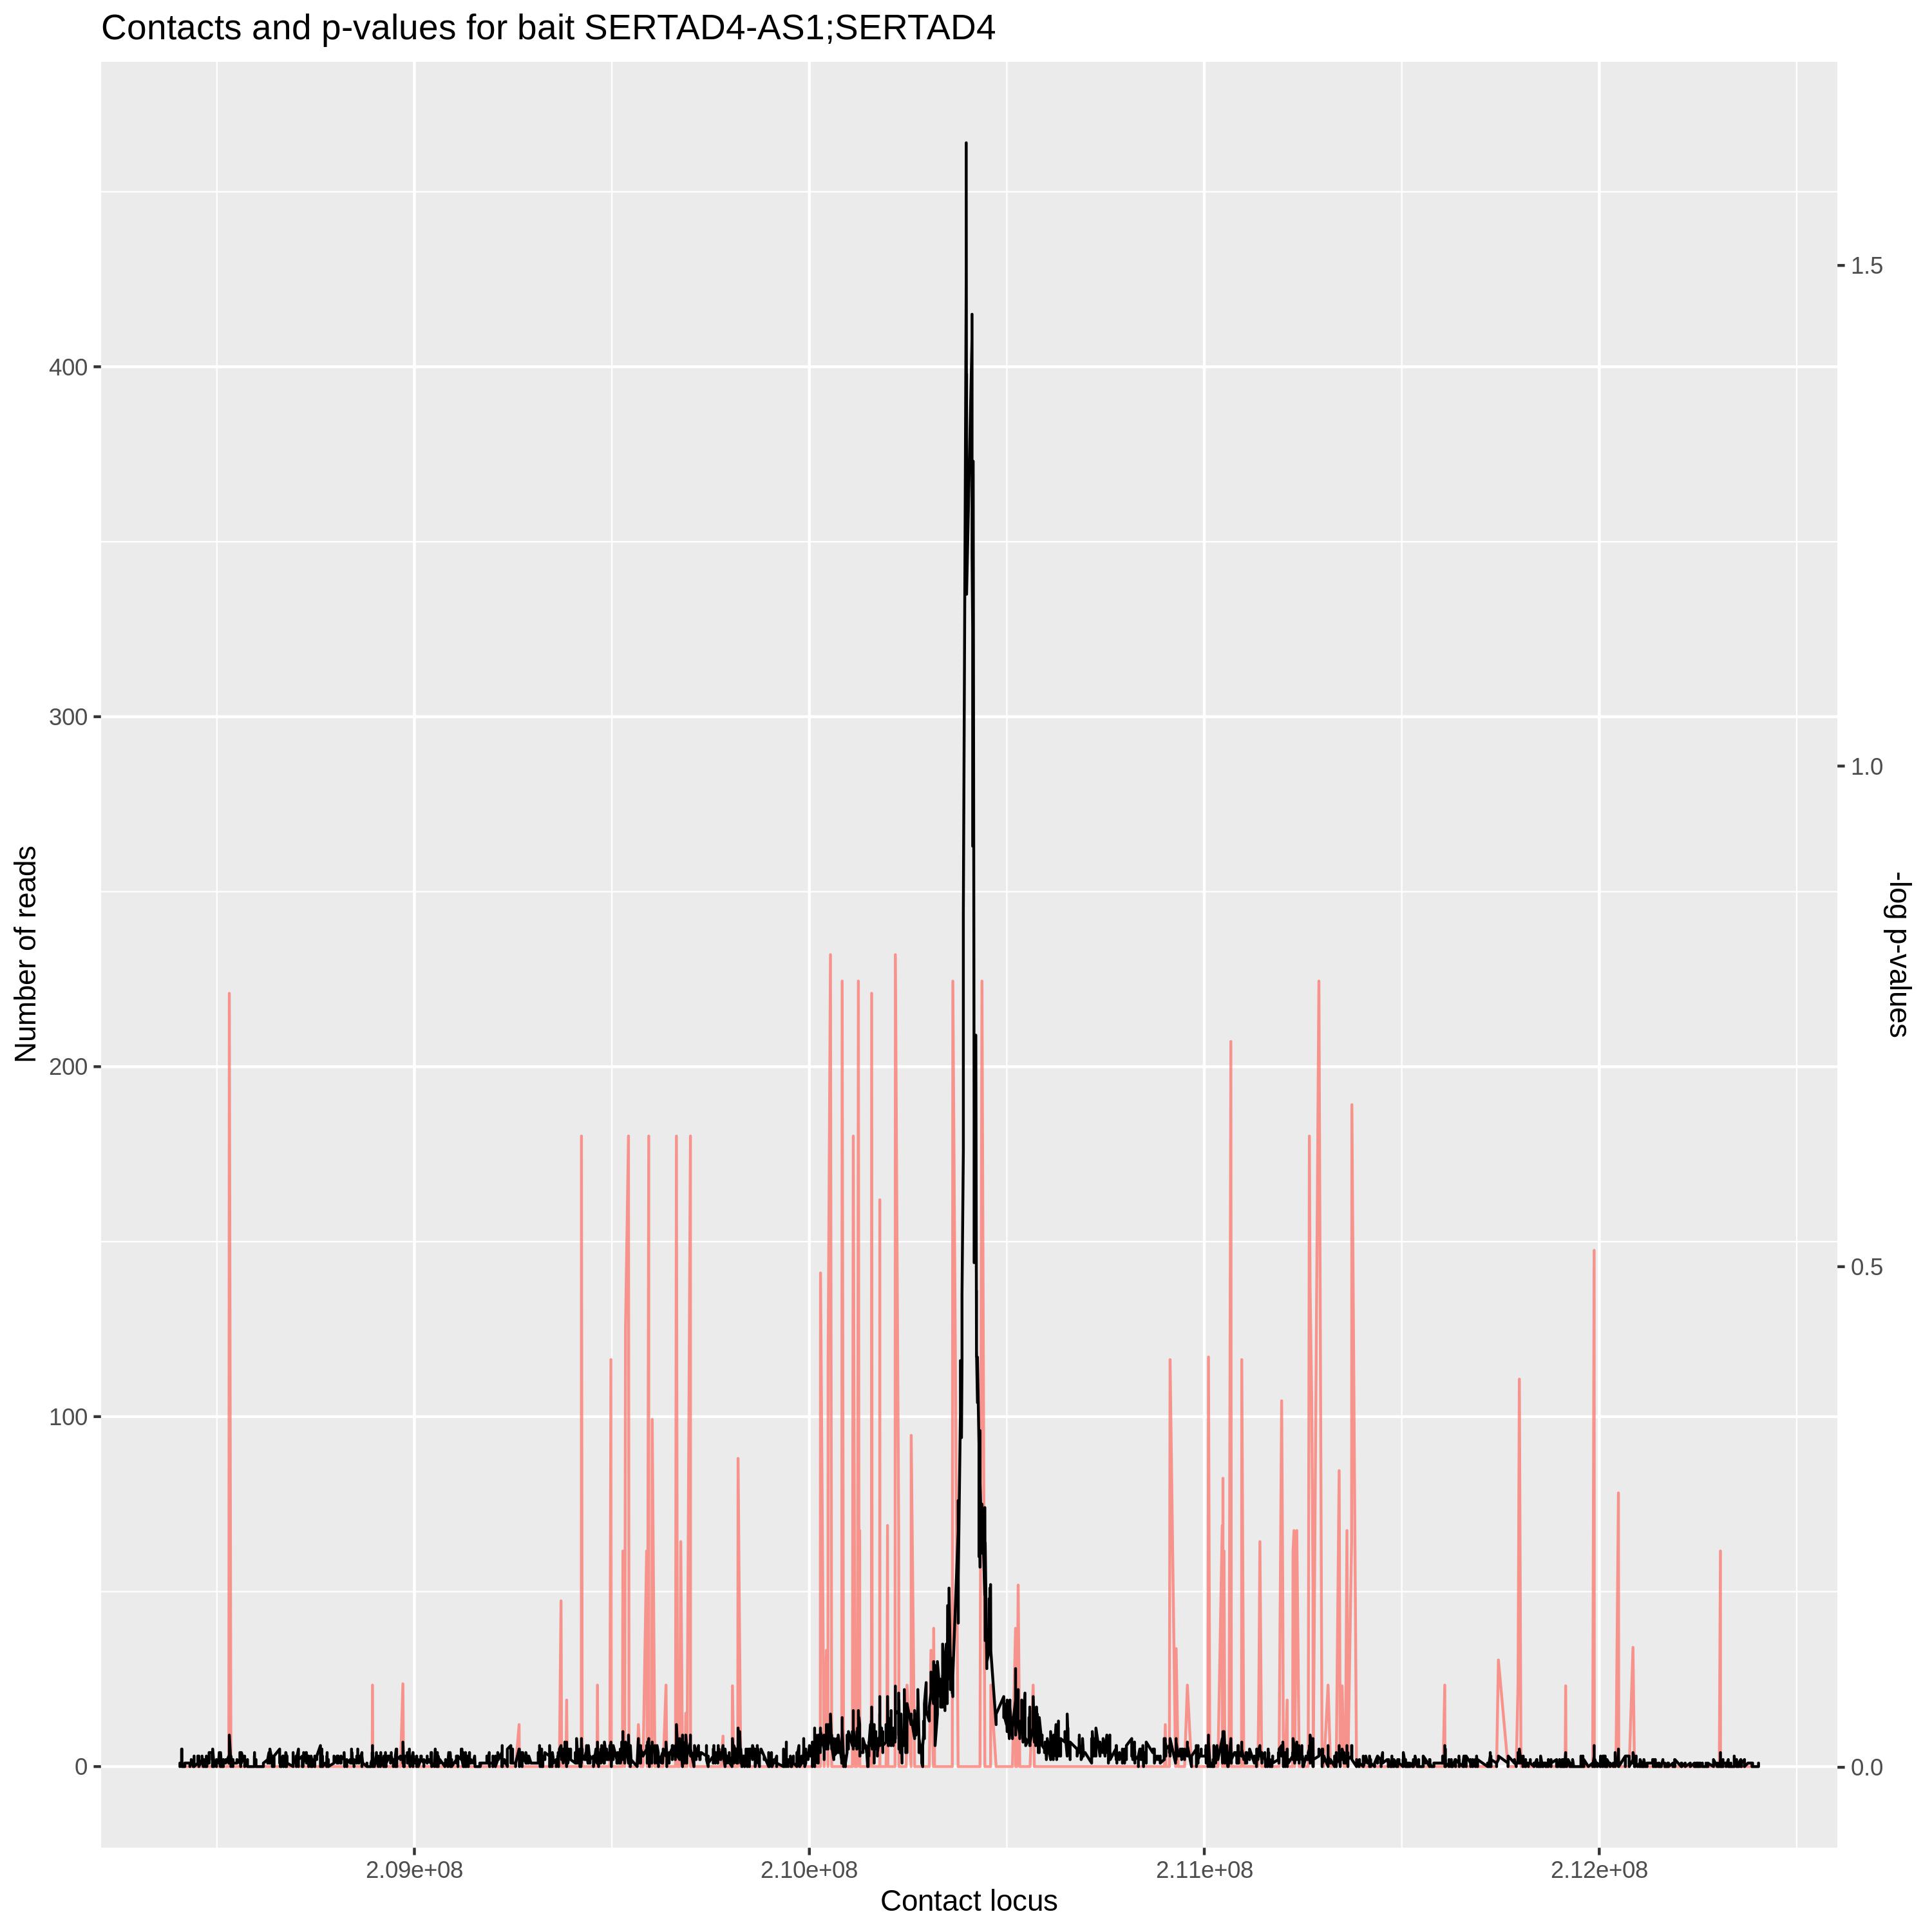 Contacts and p-values for bait SERTAD4-AS1;SERTAD4
Number of reads
400
300
200
100
0
1.5
1.0
0.5
0.0
-log p-values
2.09e+08 2.10e+08 2.11e+08 2.12e+08
Contact locus